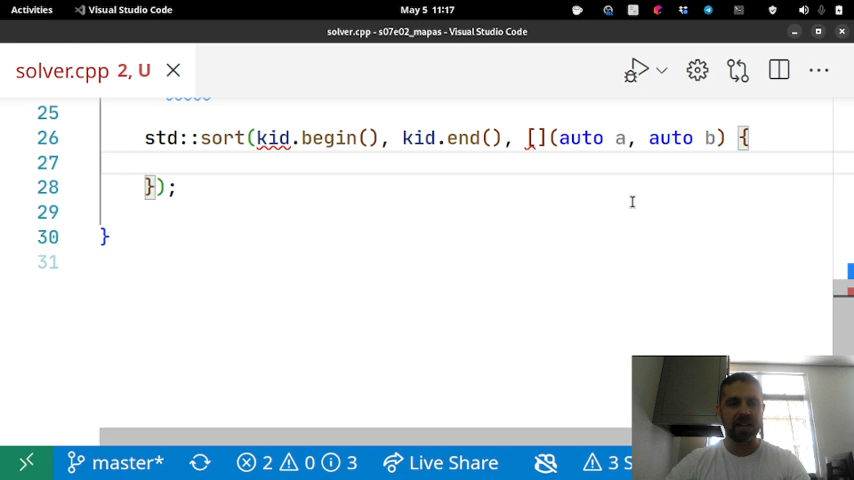 Activities
Visual Studio Code
May 5 11:17
solver.cpp - s07e02_mapas - Visual Studio Code
solver.cpp 2, U
25
26 std::sort(kid.begin(), kid.end(), [](auto a, auto b) {
27
28 });
29
30 }
31
master* 2 0 3 Live Share 3